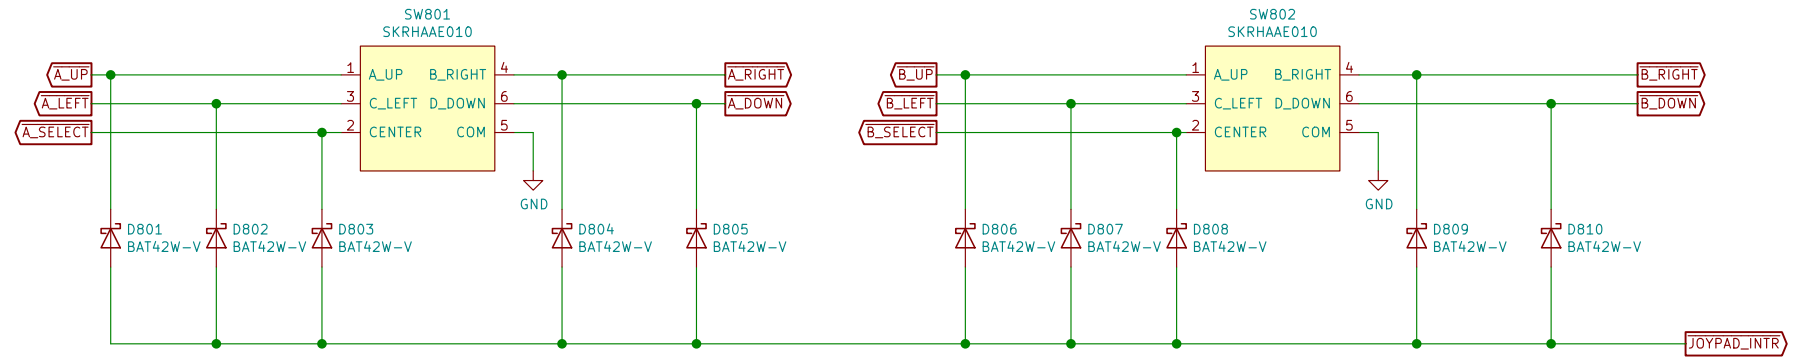 SW801
SKRHAAE010
A_UP
A_LEFT
A_SELECT
1
3
2
A_UP
C_LEFT
CENTER
B_RIGHT
D_DOWN
COM
4
6
5
A_RIGHT
A_DOWN
GND
SW802
SKRHAAE010
B_UP
B_LEFT
B_SELECT
1
3
2
A_UP
C_LEFT
CENTER
B_RIGHT
D_DOWN
COM
4
6
5
B_RIGHT
B_DOWN
GND
D801
BAT42W-V
D802
BAT42W-V
D803
BAT42W-V
D804
BAT42W-V
D805
BAT42W-V
D806
BAT42W-V
D807
BAT42W-V
D808
BAT42W-V
D809
BAT42W-V
D810
BAT42W-V
JOYPAD_INTR